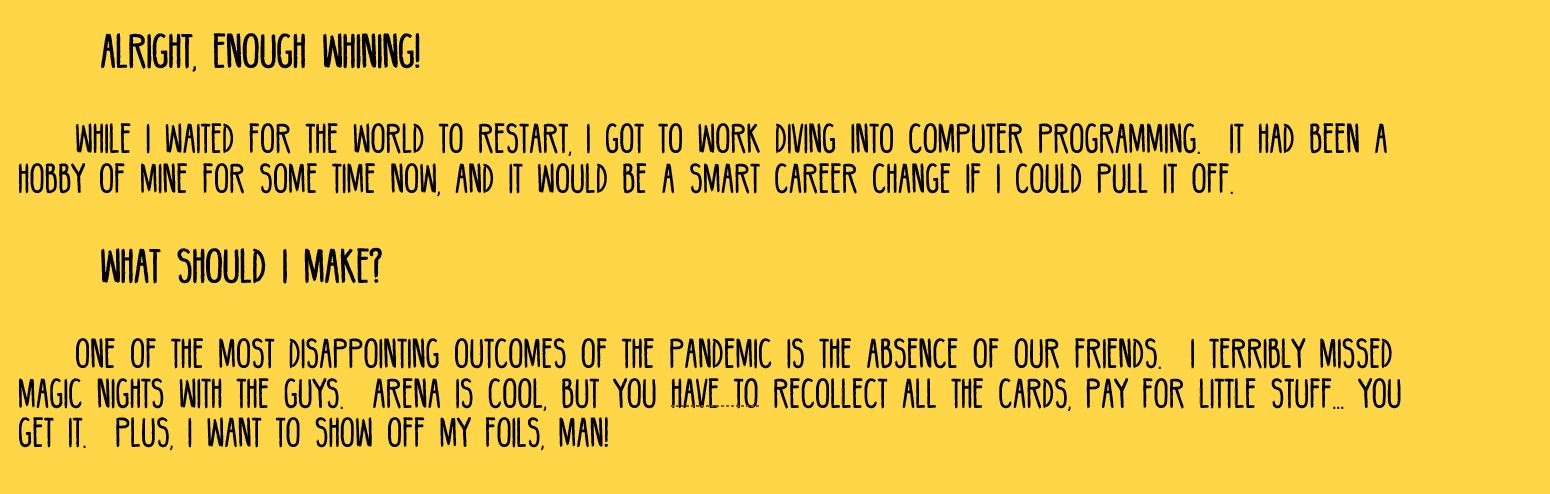 ALRIGHT, ENOUGH WHINING!
WHILE I WAITED FOR THE WORLD TO RESTART, I GOT TO WORK DIVING INTO COMPUTER PROGRAMMING.  IT HAD BEEN A
HOBBY OF MINE FOR SOME TIME NOW, AND IT WOULD BE A SMART CAREER CHANGE IF I COULD PULL IT OFF.
WHAT SHOULD I MAKE?
ONE OF THE MOST DISAPPOINTING OUTCOMES OF THE PANDEMIC IS THE ABSENCE OF OUR FRIENDS.  I TERRIBLY MISSED
MAGIC NIGHTS WITH THE GUYS.  ARENA IS COOL, BUT YOU HAVE TO RECOLLECT ALL THE CARDS, PAY FOR LITTLE STUFF... YOU
GET IT.  PLUS, I WANT TO SHOW OFF MY FOILS, MAN!